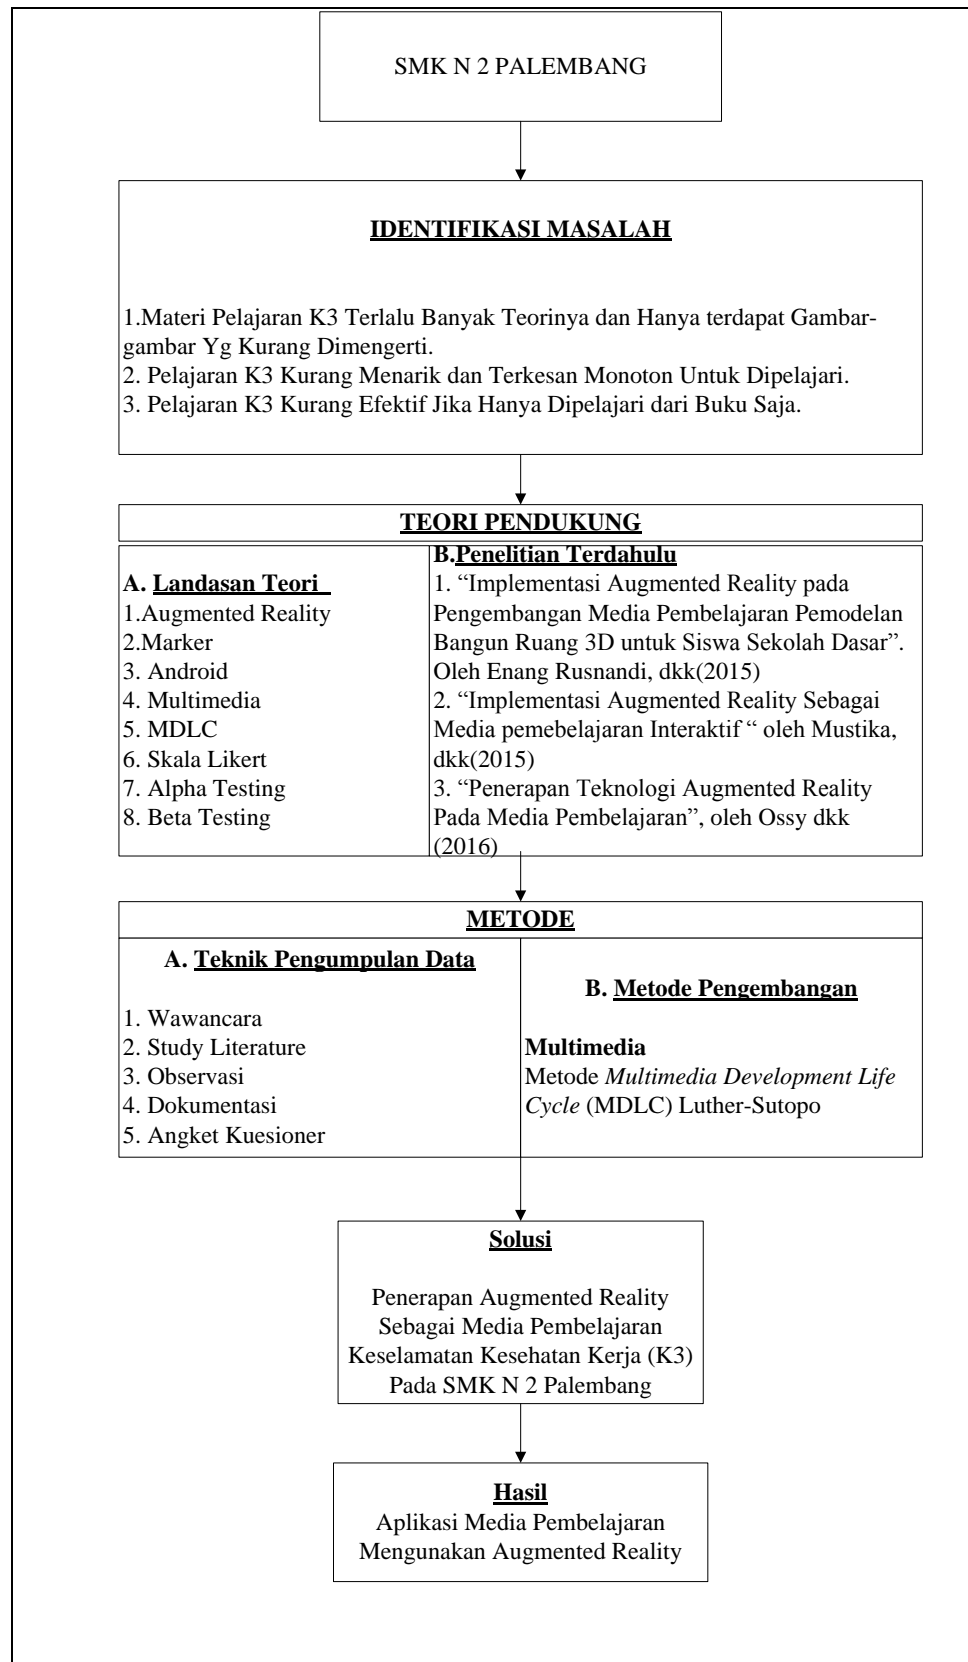 SMK N 2 PALEMBANG
IDENTIFIKASI MASALAH
1.Materi Pelajaran K3 Terlalu Banyak Teorinya dan Hanya terdapat Gambar-
gambar Yg Kurang Dimengerti.
2. Pelajaran K3 Kurang Menarik dan Terkesan Monoton Untuk Dipelajari.
3. Pelajaran K3 Kurang Efektif Jika Hanya Dipelajari dari Buku Saja.
TEORI PENDUKUNG
A. Landasan Teori
1.Augmented Reality
2.Marker
3. Android
4. Multimedia
5. MDLC
6. Skala Likert
7. Alpha Testing
8. Beta Testing
B.Penelitian Terdahulu
1. “Implementasi Augmented Reality pada
Pengembangan Media Pembelajaran Pemodelan
Bangun Ruang 3D untuk Siswa Sekolah Dasar”.
Oleh Enang Rusnandi, dkk(2015)
2. “Implementasi Augmented Reality Sebagai
Media pemebelajaran Interaktif “ oleh Mustika,
dkk(2015)
3. “Penerapan Teknologi Augmented Reality
Pada Media Pembelajaran”, oleh Ossy dkk
(2016)
METODE
A. Teknik Pengumpulan Data
1. Wawancara
2. Study Literature
3. Observasi
4. Dokumentasi
5. Angket Kuesioner
B. Metode Pengembangan
Multimedia
Metode Multimedia Development Life
Cycle (MDLC) Luther-Sutopo
Solusi
Penerapan Augmented Reality
Sebagai Media Pembelajaran
Keselamatan Kesehatan Kerja (K3)
Pada SMK N 2 Palembang
Hasil
Aplikasi Media Pembelajaran
Mengunakan Augmented Reality